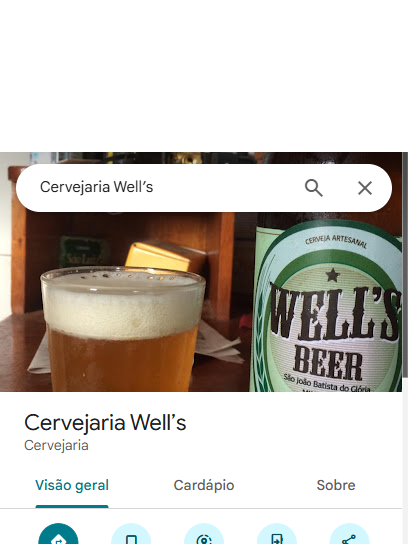 Cervejaria Well's
CERVEJA ARTESANAL
WELL'S
BEER
São João Batista do Glória
Cervejaria Well's
Cervejaria
Visão geral
Cardápio
Sobre